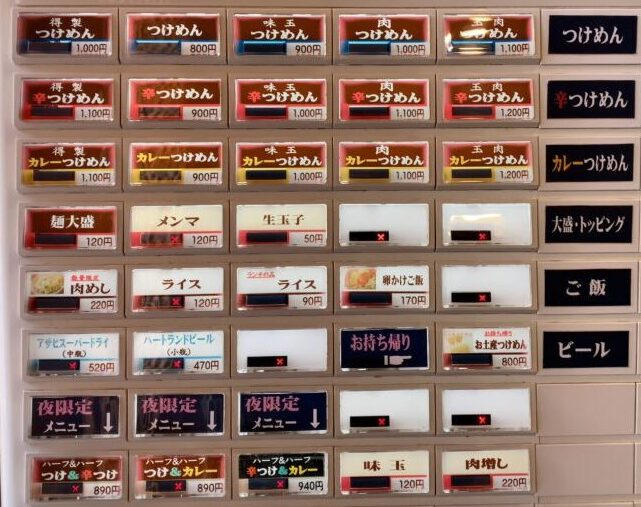 得製
つけめん
1,000円
つけめん
800円
味玉
つけめん
900円
肉
つけめん
1,000円
玉肉
つけめん
1,100円
つけめん
得製
辛つけめん
1,100円
辛つけめん
900円
味玉
辛つけめん
1,000円
肉
辛つけめん
1,100円
玉肉
辛つけめん
1,200円
辛つけめん
得製
カレーつけめん
1,100円
カレーつけめん
900円
味玉
カレーつけめん
1,000円
肉
カレーつけめん
1,100円
玉肉
カレーつけめん
1,200円
カレーつけめん
麺大盛
120円
メンマ
120円
生玉子
50円
大盛・トッピング
数量限定
肉めし
220円
ライス
120円
ランチのみ
ライス
90円
卵かけご飯
170円
ご飯
アサヒスーパードライ
(中瓶)
520円
ハートランドビール
(小瓶)
470円
お持ち帰り
お持ち帰り
お土産つけめん
800円
ビール
夜限定
メニュー↓
夜限定
メニュー↓
夜限定
メニュー↓
ハーフ&ハーフ
つけ&辛つけ
890円
ハーフ&ハーフ
つけ&カレー
890円
ハーフ&ハーフ
辛つけ&カレー
940円
味玉
120円
肉増し
220円